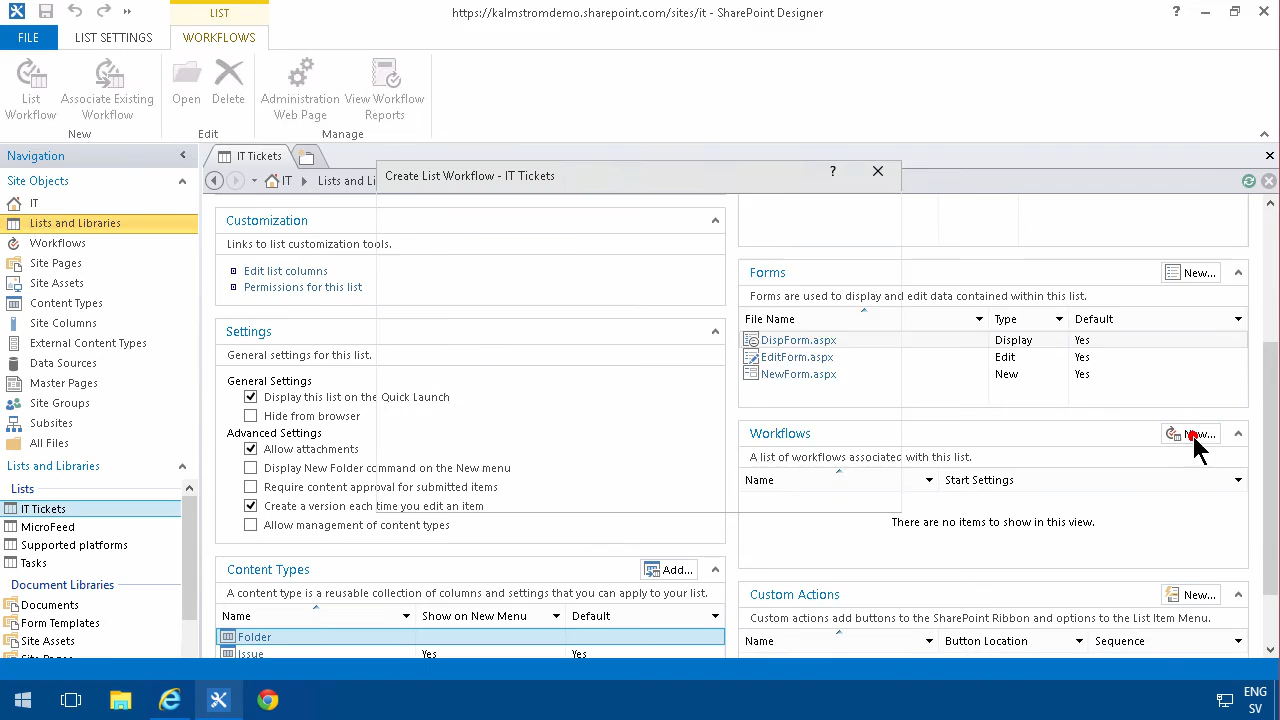 LIST
https://kalmstromdemo.sharepoint.com/sites/it - SharePoint Designer
FILE
LIST SETTINGS
WORKFLOWS
List Workflow
Associate Existing Workflow
Open
Delete
Administration Web Page
View Workflow Reports
New
Edit
Manage
Navigation
IT Tickets
Site Objects
IT
Lists and Li
Create List Workflow - IT Tickets
IT
Lists and Libraries
Workflows
Site Pages
Site Assets
Content Types
Site Columns
External Content Types
Data Sources
Master Pages
Site Groups
Subsites
All Files
Lists and Libraries
Lists
IT Tickets
MicroFeed
Supported platforms
Tasks
Document Libraries
Documents
Form Templates
Site Assets
Customization
Links to list customization tools.
Edit list columns
Permissions for this list
Settings
General settings for this list.
General Settings
Display this list on the Quick Launch
Hide from browser
Advanced Settings
Allow attachments
Display New Folder command on the New menu
Require content approval for submitted items
Create a version each time you edit an item
Allow management of content types
Content Types
Add...
A content type is a reusable collection of columns and settings that you can apply to your list.
Name
Show on New Menu
Default
Folder
Issue
Yes
Yes
Forms
New...
Forms are used to display and edit data contained within this list.
File Name
Type
Default
DispForm.aspx
Display
Yes
EditForm.aspx
Edit
Yes
NewForm.aspx
New
Yes
Workflows
New...
A list of workflows associated with this list.
Name
Start Settings
There are no items to show in this view.
Custom Actions
New...
Custom actions add buttons to the SharePoint Ribbon and options to the List Item Menu.
Name
Button Location
Sequence
ENG
SV